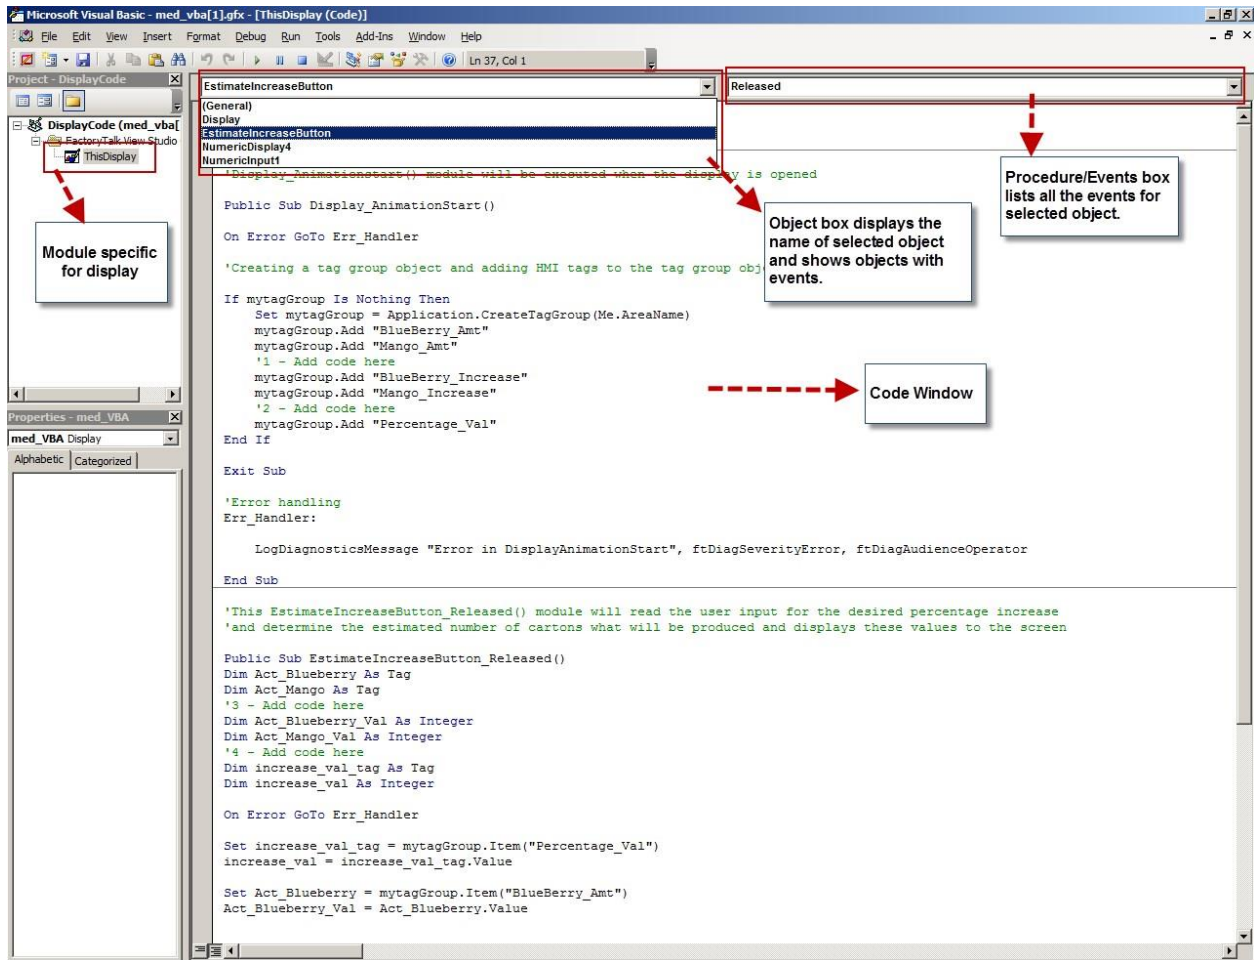 Microsoft Visual Basic - med_vba[1].gfx - [ThisDisplay (Code)]
File Edit View Insert Format Debug Run Tools Add-Ins Window Help
Ln 37, Col 1
Project - DisplayCode
DisplayCode (med_vba[
FactoryTalk View Studio
ThisDisplay
Module specific
for display
Properties - med_VBA
med_VBA Display
Alphabetic Categorized
EstimateIncreaseButton
Released
(General)
Display
EstimateIncreaseButton
NumericDisplay4
NumericInput1
Procedure/Events box
lists all the events for
selected object.
Object box displays the
name of selected object
and shows objects with
events.
Code Window
'Display_Animationstart() module will be executed when the display is opened
Public Sub Display_AnimationStart()
On Error GoTo Err_Handler
'Creating a tag group object and adding HMI tags to the tag group obj
If mytagGroup Is Nothing Then
Set mytagGroup = Application.CreateTagGroup(Me.AreaName)
mytagGroup.Add "BlueBerry_Amt"
mytagGroup.Add "Mango_Amt"
'1 - Add code here
mytagGroup.Add "BlueBerry_Increase"
mytagGroup.Add "Mango_Increase"
'2 - Add code here
mytagGroup.Add "Percentage_Val"
End If
Exit Sub
'Error handling
Err_Handler:
LogDiagnosticsMessage "Error in DisplayAnimationStart", ftDiagSeverityError, ftDiagAudienceOperator
End Sub
'This EstimateIncreaseButton_Released() module will read the user input for the desired percentage increase
'and determine the estimated number of cartons what will be produced and displays these values to the screen
Public Sub EstimateIncreaseButton_Released()
Dim Act_Blueberry As Tag
Dim Act_Mango As Tag
'3 - Add code here
Dim Act_Blueberry_Val As Integer
Dim Act_Mango_Val As Integer
'4 - Add code here
Dim increase_val_tag As Tag
Dim increase_val As Integer
On Error GoTo Err_Handler
Set increase_val_tag = mytagGroup.Item("Percentage_Val")
increase_val = increase_val_tag.Value
Set Act_Blueberry = mytagGroup.Item("BlueBerry_Amt")
Act_Blueberry_Val = Act_Blueberry.Value